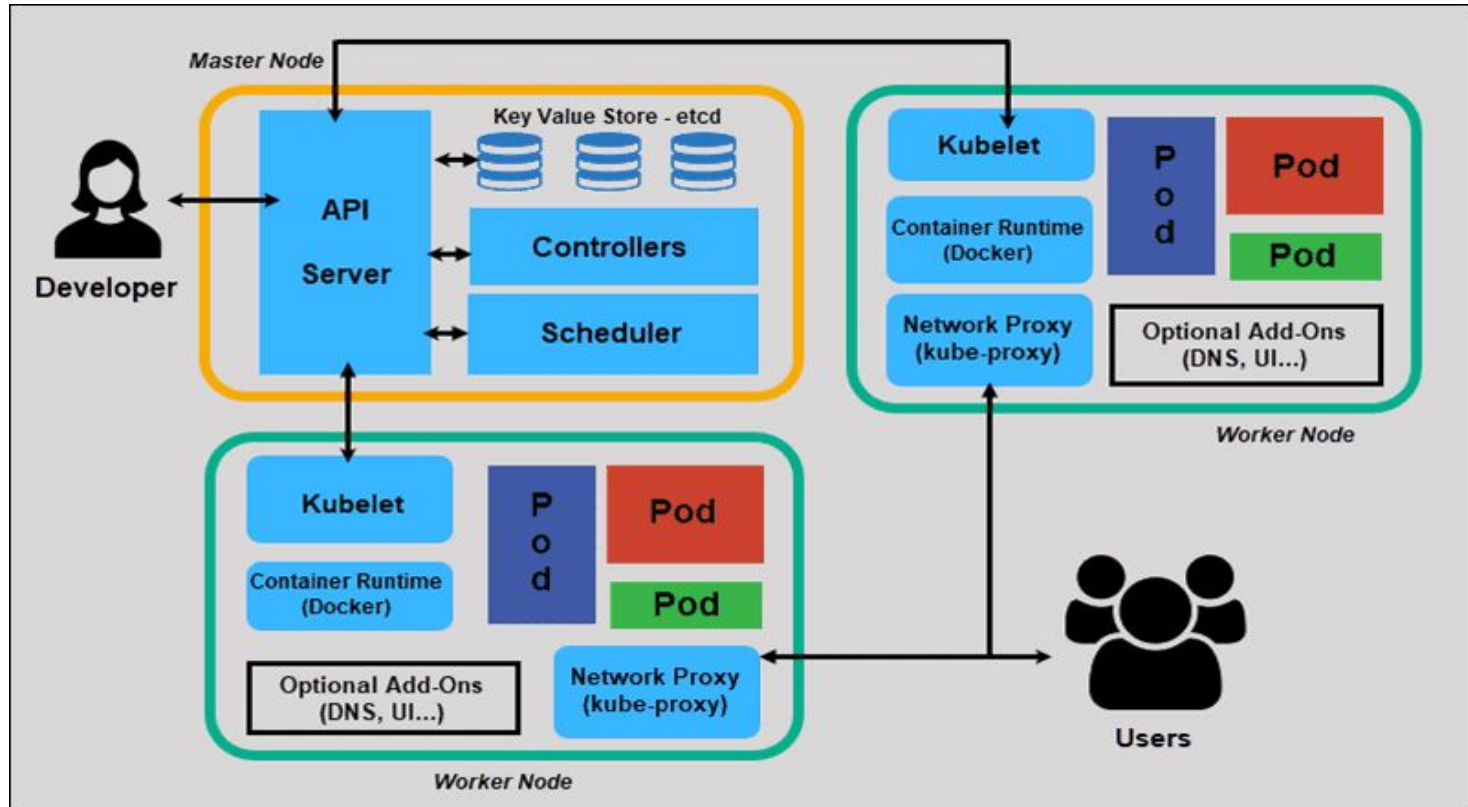 Master Node
Key Value Store - etcd
API
Server
Controllers
Scheduler
Developer
Kubelet
Container Runtime
(Docker)
Network Proxy
(kube-proxy)
Pod
Pod
Pod
Optional Add-Ons
(DNS, UI...)
Worker Node
Kubelet
Container Runtime
(Docker)
Pod
Pod
Pod
Optional Add-Ons
(DNS, UI...)
Network Proxy
(kube-proxy)
Worker Node
Users